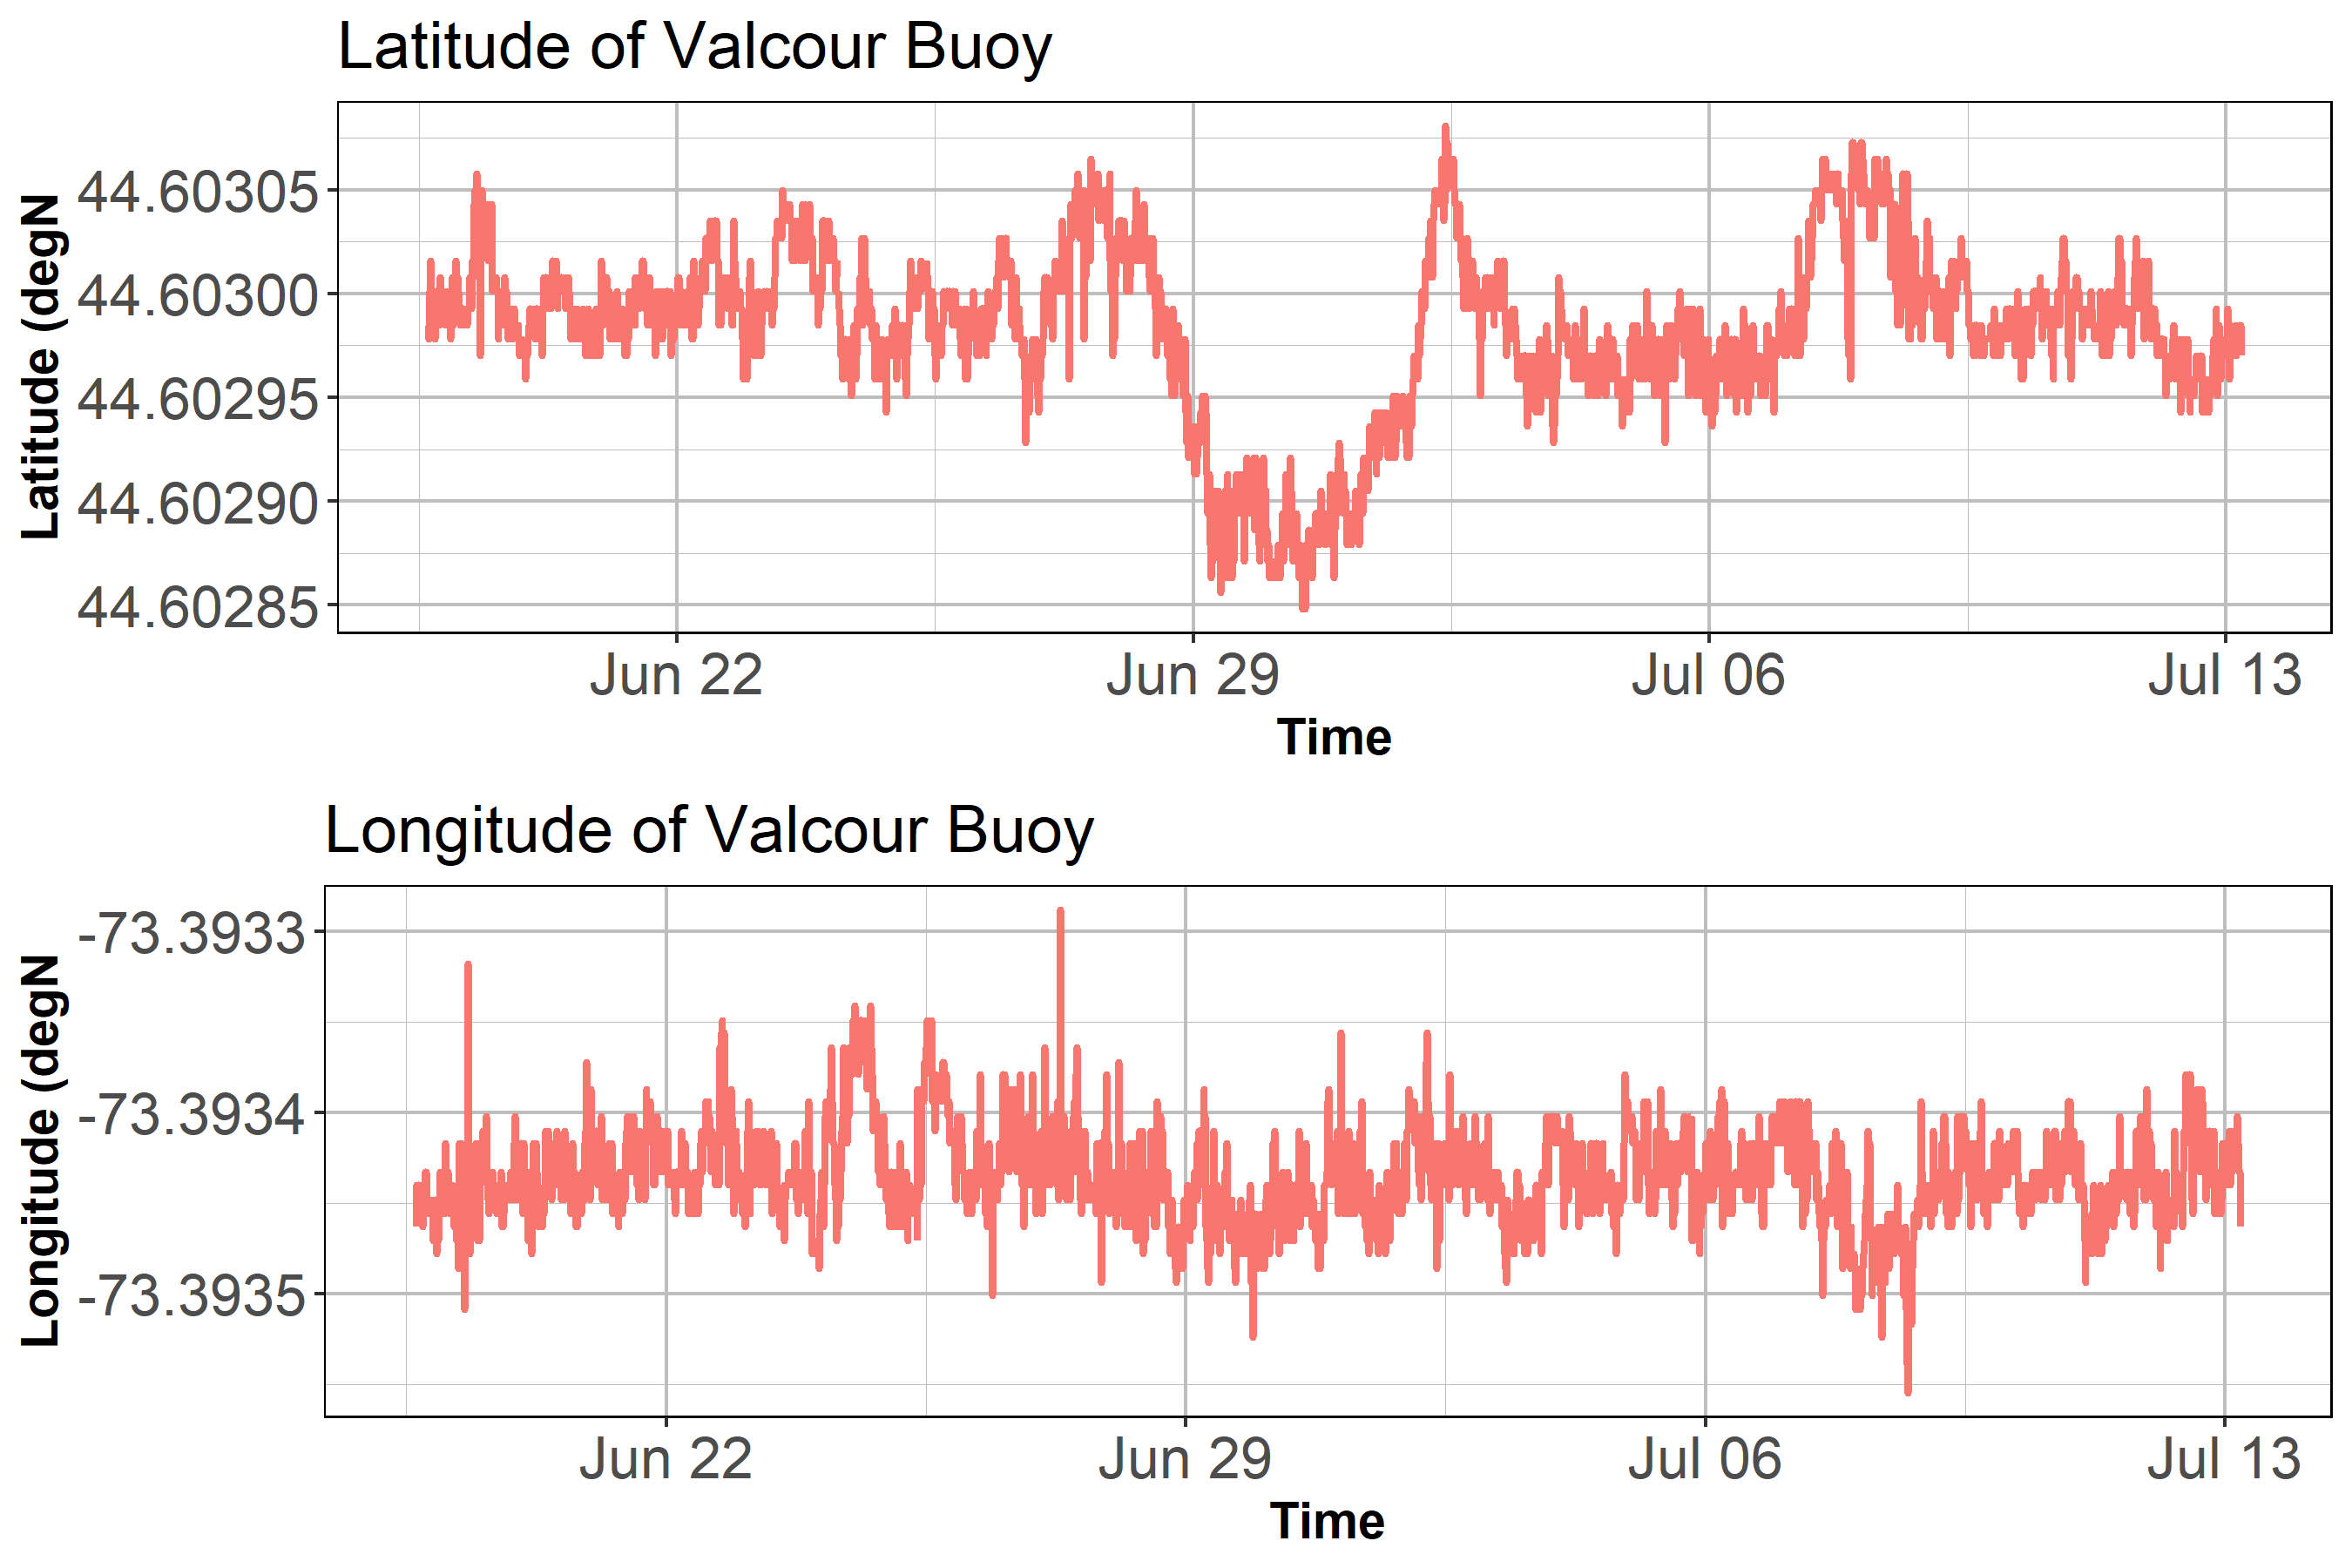 Latitude of Valcour Buoy
Latitude (degN
44.60305
44.60300
44.60295
44.60290
44.60285
Jun 22 Jun 29 Jul 06 Jul 13
Time
Longitude of Valcour Buoy
Longitude (degN
-73.3933
-73.3934
-73.3935
Jun 22 Jun 29 Jul 06 Jul 13
Time